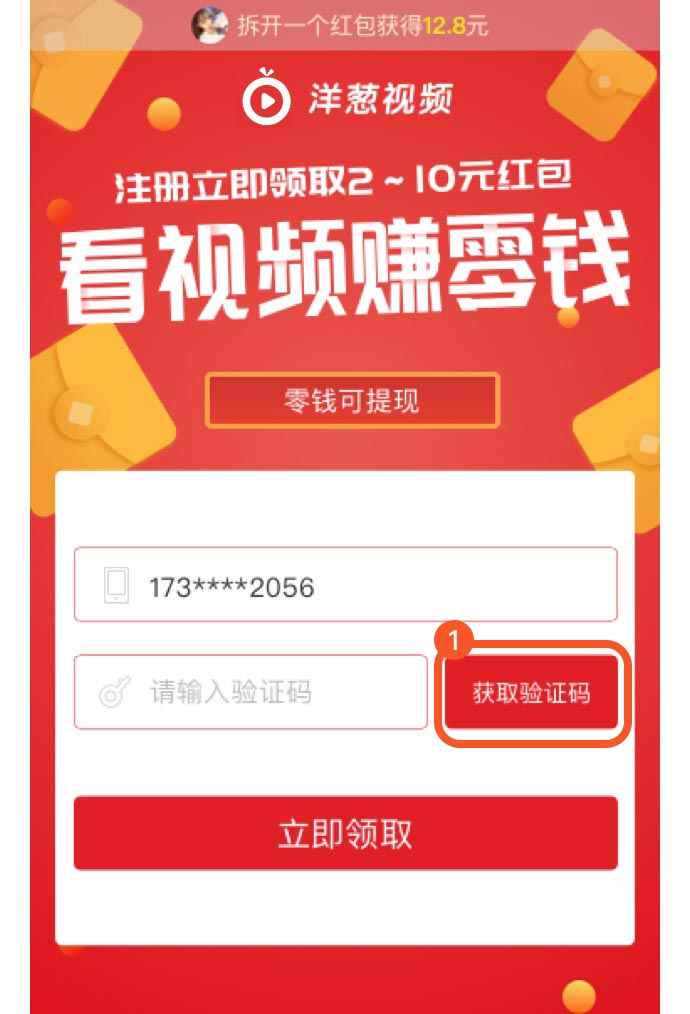 拆开一个红包获得12.8元
洋葱视频
注册立即领取2~10元红包
看视频赚零钱
零钱可提现
173****2056
1
请输入验证码
获取验证码
立即领取